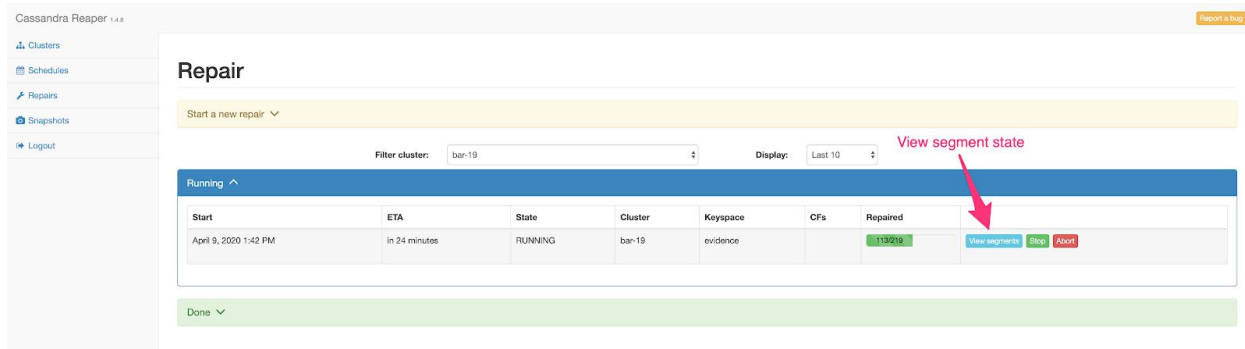 Cassandra Reaper 1.4.8
Report a bug
Clusters
Schedules
Repairs
Snapshots
Logout
Repair
Start a new repair
Filter cluster: bar-19 Display: Last 10
View segment state
Running
Start ETA State Cluster Keyspace CFs Repaired
April 9, 2020 1:42 PM in 24 minutes RUNNING bar-19 evidence 113/219 View segments Stop Abort
Done